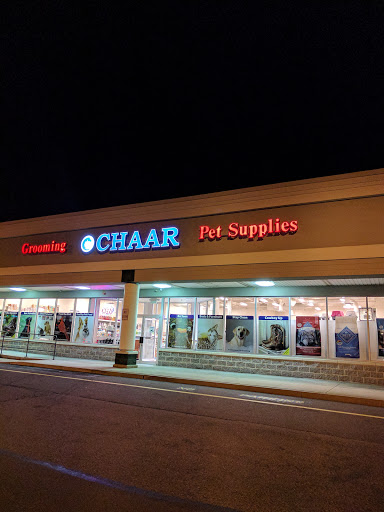 Grooming
CHAAR
Pet Supplies